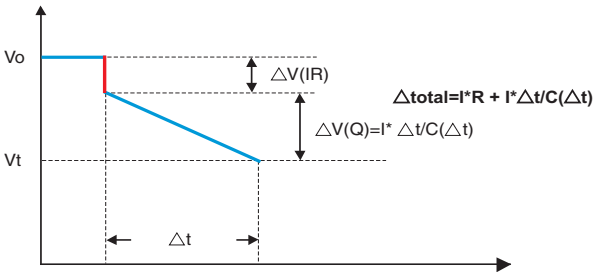 Vo
△V(IR)
△total=I*R + I*△t/C(△t)
△V(Q)=I* △t/C(△t)
Vt
△t